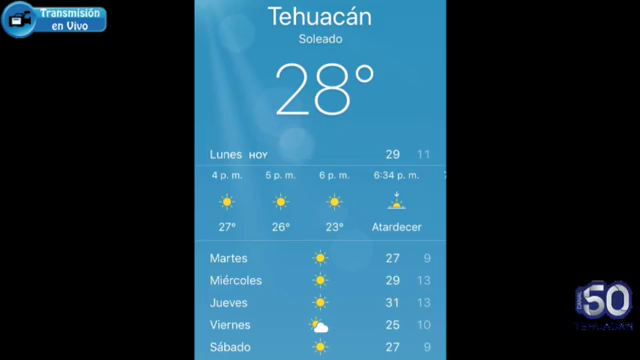 Transmisión
en Vivo
Tehuacán
Soleado
28°
Lunes HOY 29 11
4 p. m. 5 p. m. 6 p. m. 6:34 p. m.
27° 26° 23° Atardecer
Martes 27 9
Miércoles 29 13
Jueves 31 13
Viernes 25 10
Sábado 27 9
CANAL
50
TEHUACÁN